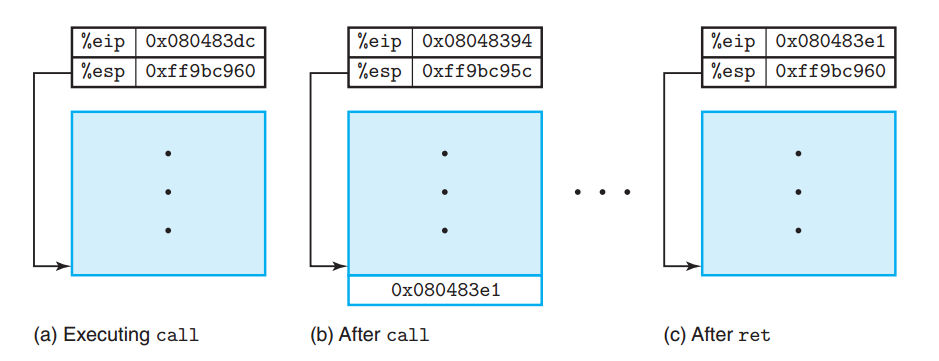 %eip 0x080483dc
%esp 0xff9bc960
(a) Executing call
%eip 0x08048394
%esp 0xff9bc95c
0x080483e1
(b) After call
%eip 0x080483e1
%esp 0xff9bc960
(c) After ret